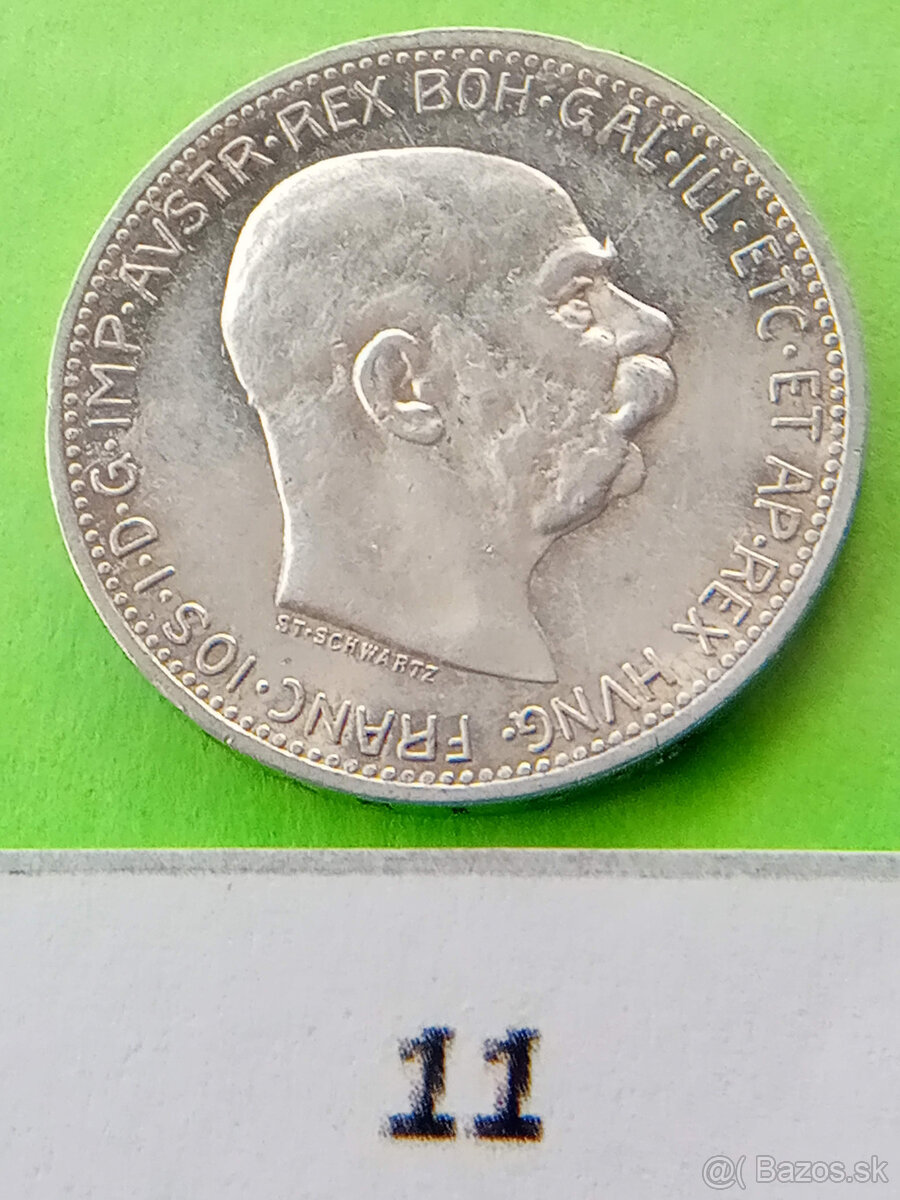 FRANC·IOS·I·D·G·IMP·AVSTR·REX BOH·GAL·ILL·ETC·ET AP·REX HVNG·
ST·SCHWARTZ
11
@( Bazos.sk